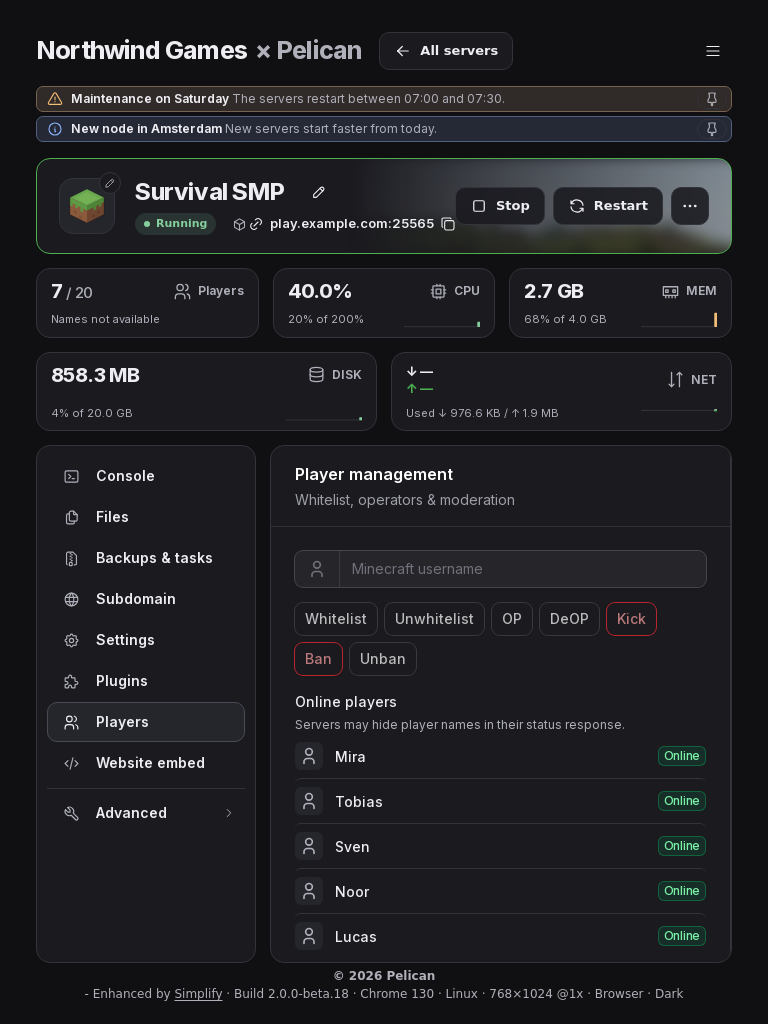 Northwind Games × Pelican
All servers
Maintenance on Saturday The servers restart between 07:00 and 07:30.
New node in Amsterdam New servers start faster from today.
Survival SMP
Running
play.example.com:25565
Stop
Restart
7 / 20
Players
Names not available
40.0%
CPU
20% of 200%
2.7 GB
MEM
68% of 4.0 GB
858.3 MB
DISK
4% of 20.0 GB
↓ —
↑ —
NET
Used ↓ 976.6 KB / ↑ 1.9 MB
Console
Files
Backups & tasks
Subdomain
Settings
Plugins
Players
Website embed
Advanced
Player management
Whitelist, operators & moderation
Minecraft username
Whitelist
Unwhitelist
OP
DeOP
Kick
Ban
Unban
Online players
Servers may hide player names in their status response.
Mira
Online
Tobias
Online
Sven
Online
Noor
Online
Lucas
Online
© 2026 Pelican
- Enhanced by Simplify · Build 2.0.0-beta.18 · Chrome 130 · Linux · 768×1024 @1x · Browser · Dark